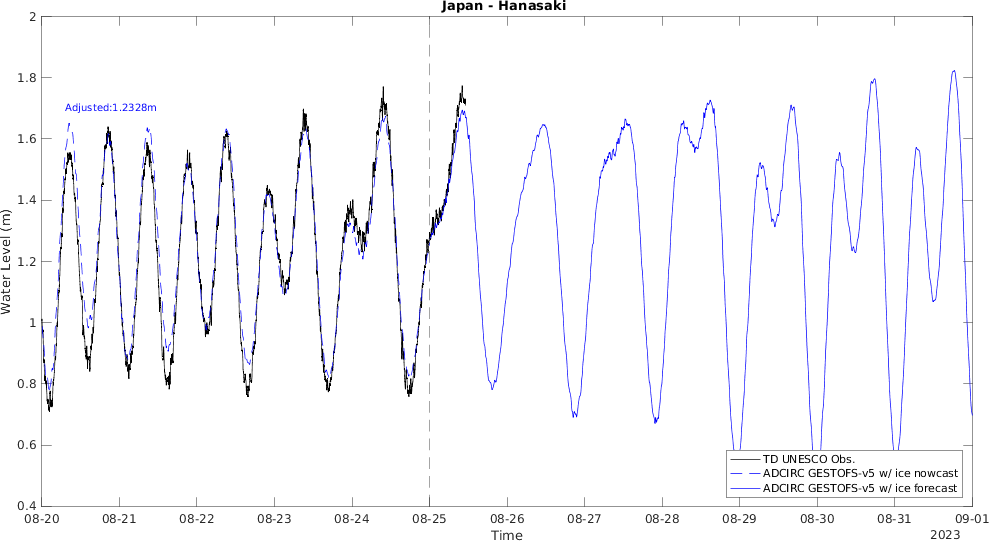 Japan - Hanasaki
2
1.8
1.6
1.4
1.2
1
0.8
0.6
0.4
Water Level (m)
Adjusted:1.2328m
TD UNESCO Obs.
ADCIRC GESTOFS-v5 w/ ice nowcast
ADCIRC GESTOFS-v5 w/ ice forecast
08-20 08-21 08-22 08-23 08-24 08-25 08-26 08-27 08-28 08-29 08-30 08-31 09-01
Time
2023